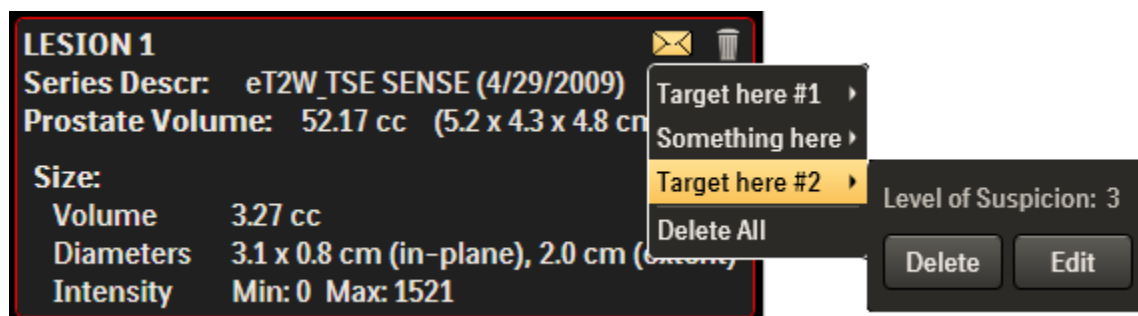 LESION 1
Series Descr: eT2W_TSE SENSE (4/29/2009)
Prostate Volume: 52.17 cc (5.2 x 4.3 x 4.8 cm
Size:
Volume 3.27 cc
Diameters 3.1 x 0.8 cm (in-plane), 2.0 cm
Intensity Min: 0 Max: 1521
Target here #1
Something here
Target here #2
Delete All
Level of Suspicion: 3
Delete Edit